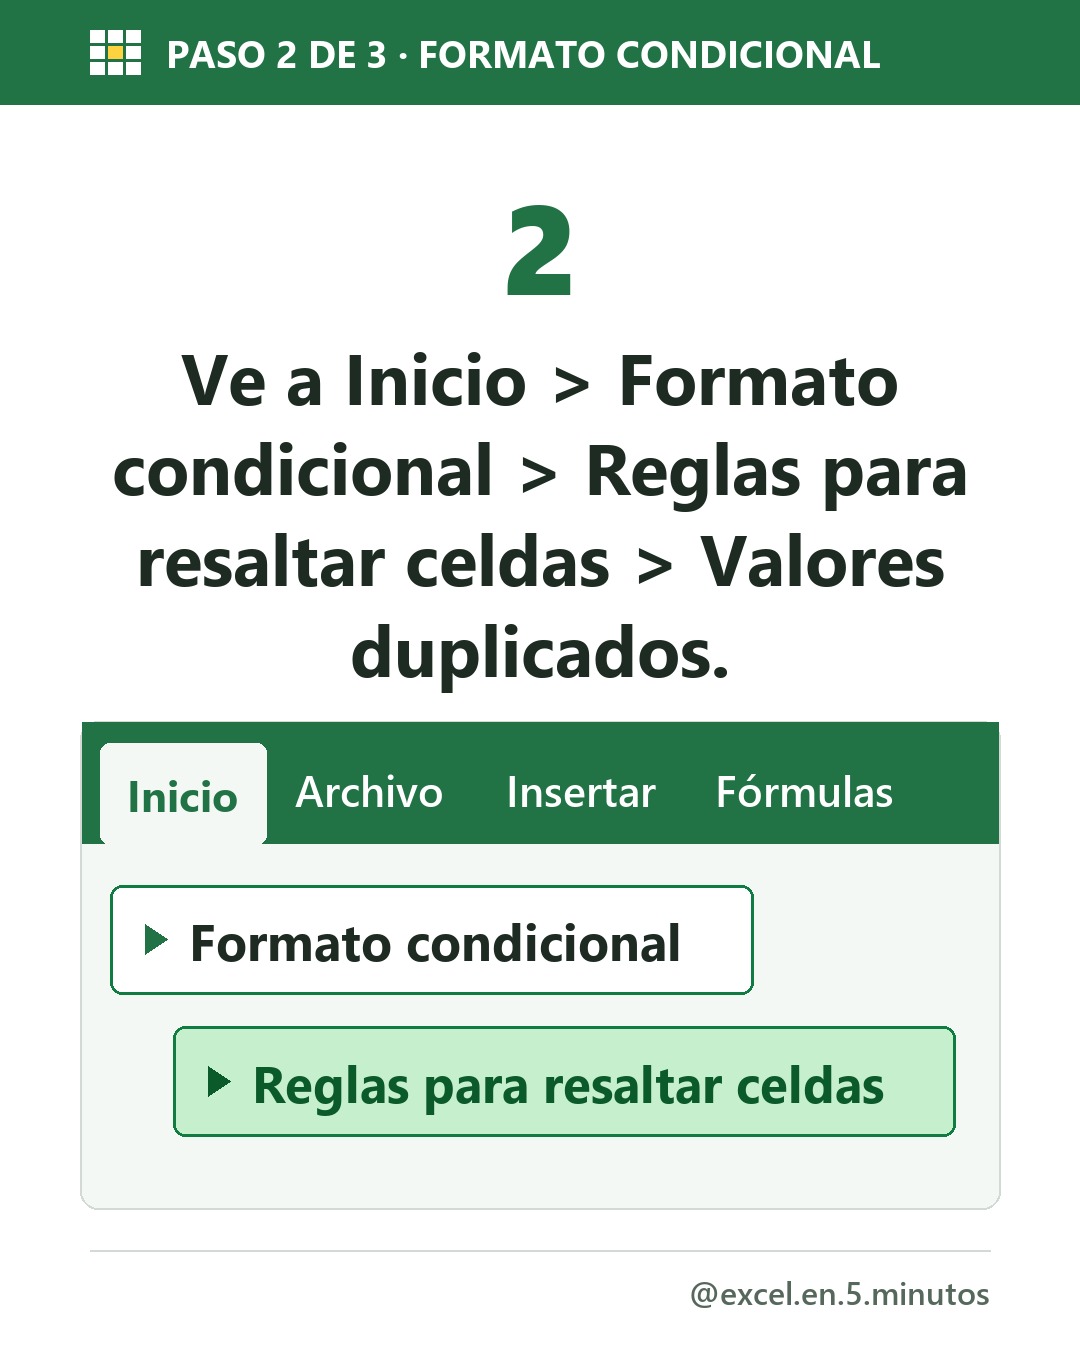 PASO 2 DE 3 · FORMATO CONDICIONAL
2
Ve a Inicio > Formato
condicional > Reglas para
resaltar celdas > Valores
duplicados.
Inicio Archivo Insertar Fórmulas
Formato condicional
Reglas para resaltar celdas
@excel.en.5.minutos